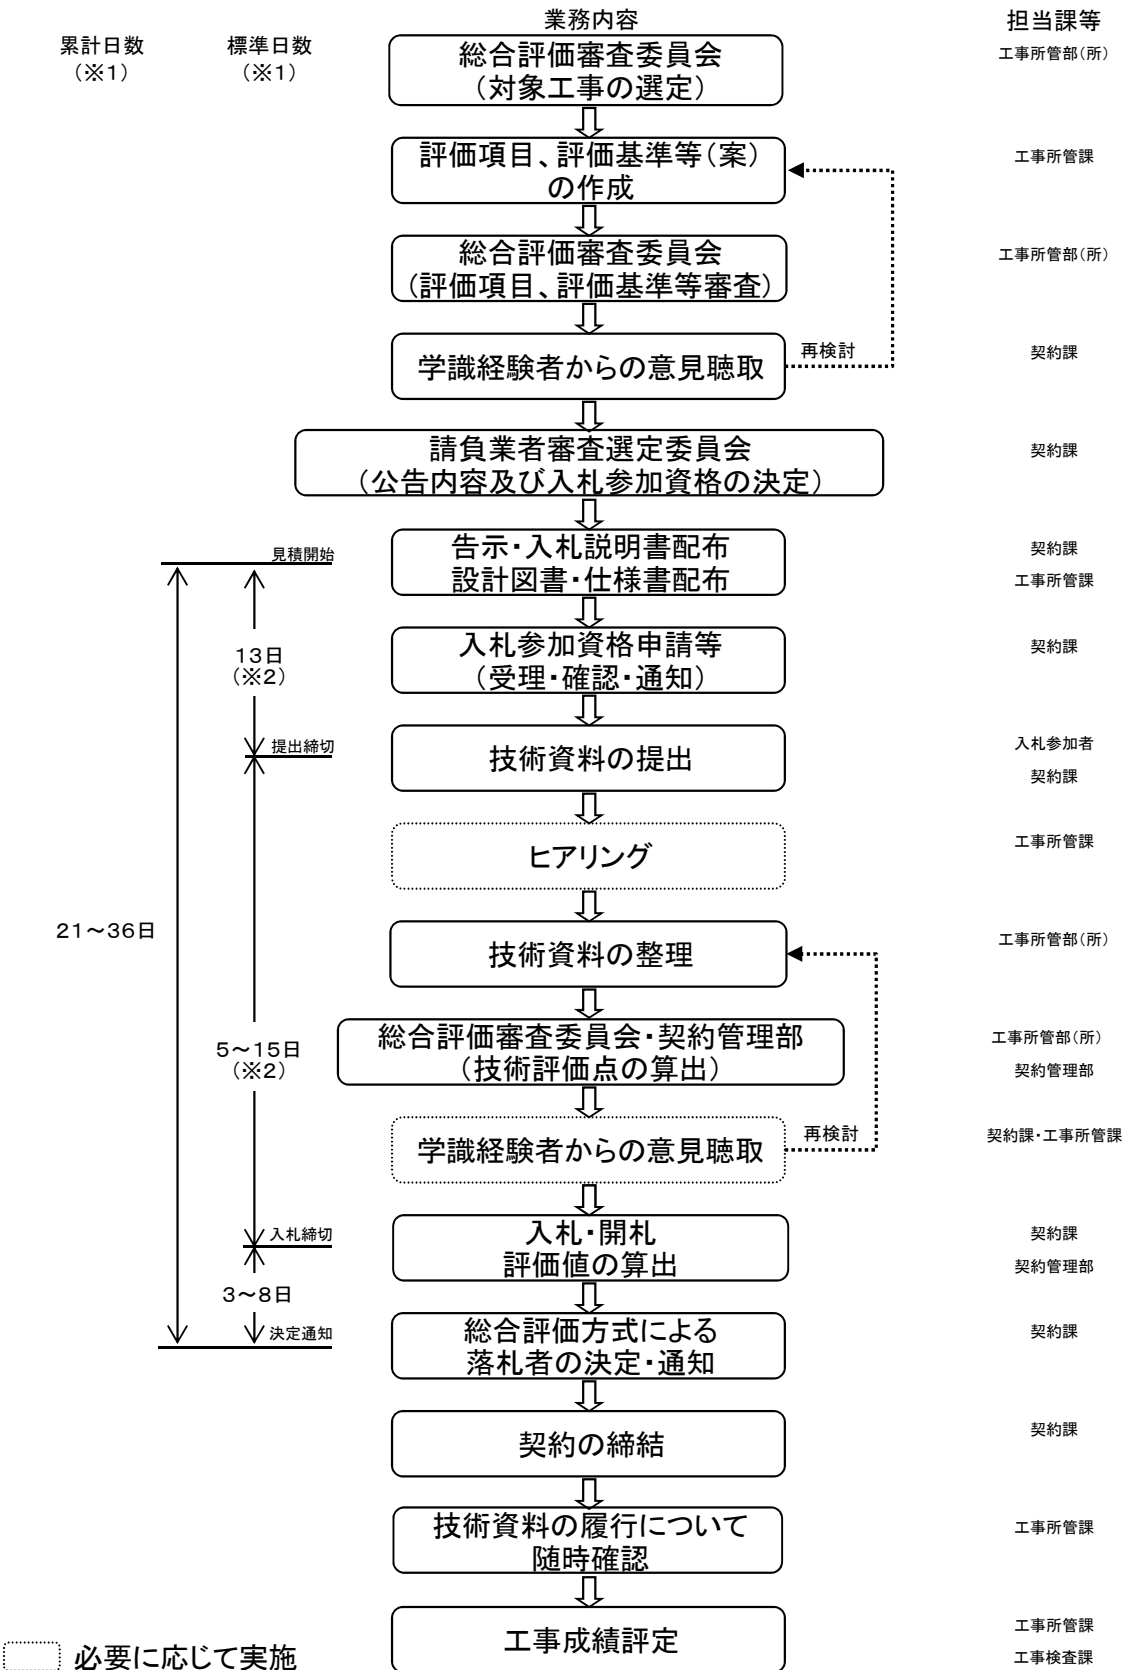 業務内容
担当課等
累計日数
(※1)
標準日数
(※1)
総合評価審査委員会
(対象工事の選定)
工事所管部(所)
評価項目、評価基準等(案)
の作成
工事所管課
総合評価審査委員会
(評価項目、評価基準等審査)
工事所管部(所)
学識経験者からの意見聴取
再検討
契約課
請負業者審査選定委員会
(公告内容及び入札参加資格の決定)
契約課
見積開始
告示・入札説明書配布
設計図書・仕様書配布
契約課
工事所管課
13日
(※2)
入札参加資格申請等
(受理・確認・通知)
契約課
提出締切
技術資料の提出
入札参加者
契約課
ヒアリング
工事所管課
21~36日
技術資料の整理
工事所管部(所)
5~15日
(※2)
総合評価審査委員会・契約管理部
(技術評価点の算出)
工事所管部(所)
契約管理部
学識経験者からの意見聴取
再検討
契約課・工事所管課
入札締切
入札・開札
評価値の算出
契約課
契約管理部
3~8日
決定通知
総合評価方式による
落札者の決定・通知
契約課
契約の締結
契約課
技術資料の履行について
随時確認
工事所管課
工事成績評定
工事所管課
工事検査課
必要に応じて実施